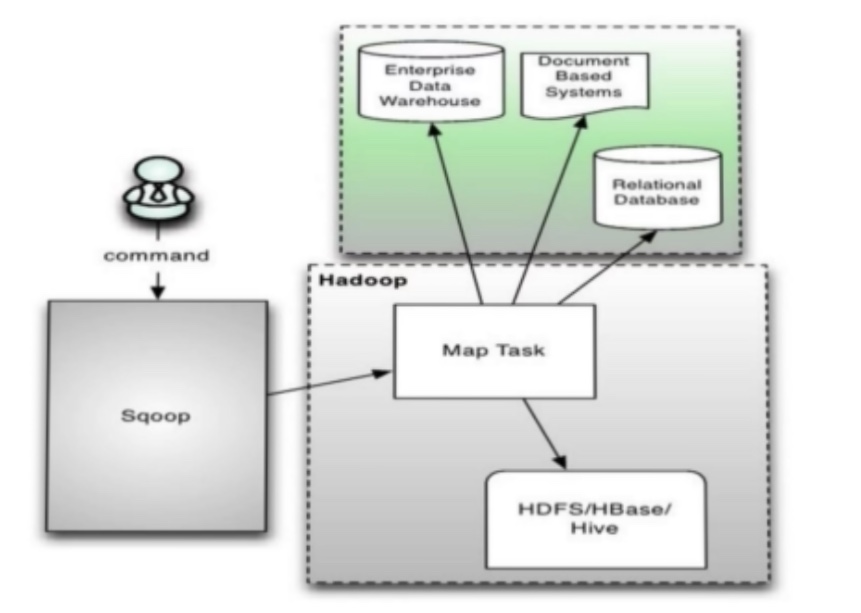 Enterprise
Data
Warehouse
Document
Based
Systems
Relational
Database
command
Hadoop
Map Task
Sqoop
HDFS/HBase/
Hive